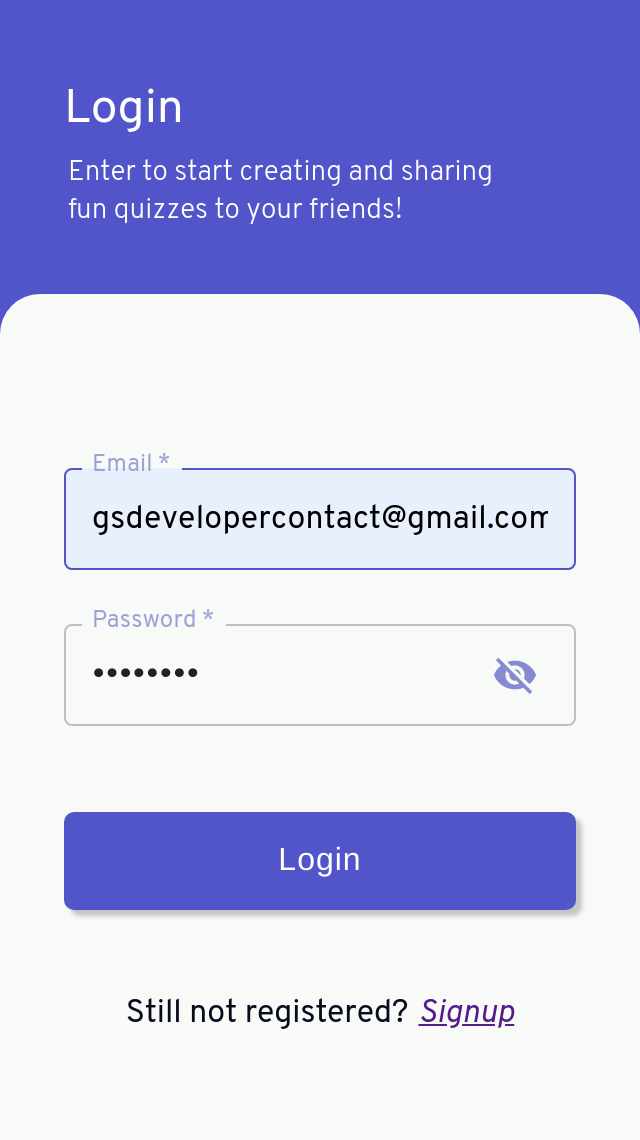 Login
Enter to start creating and sharing
fun quizzes to your friends!
Email *
gsdevelopercontact@gmail.com
Password *
••••••••
Login
Still not registered? Signup